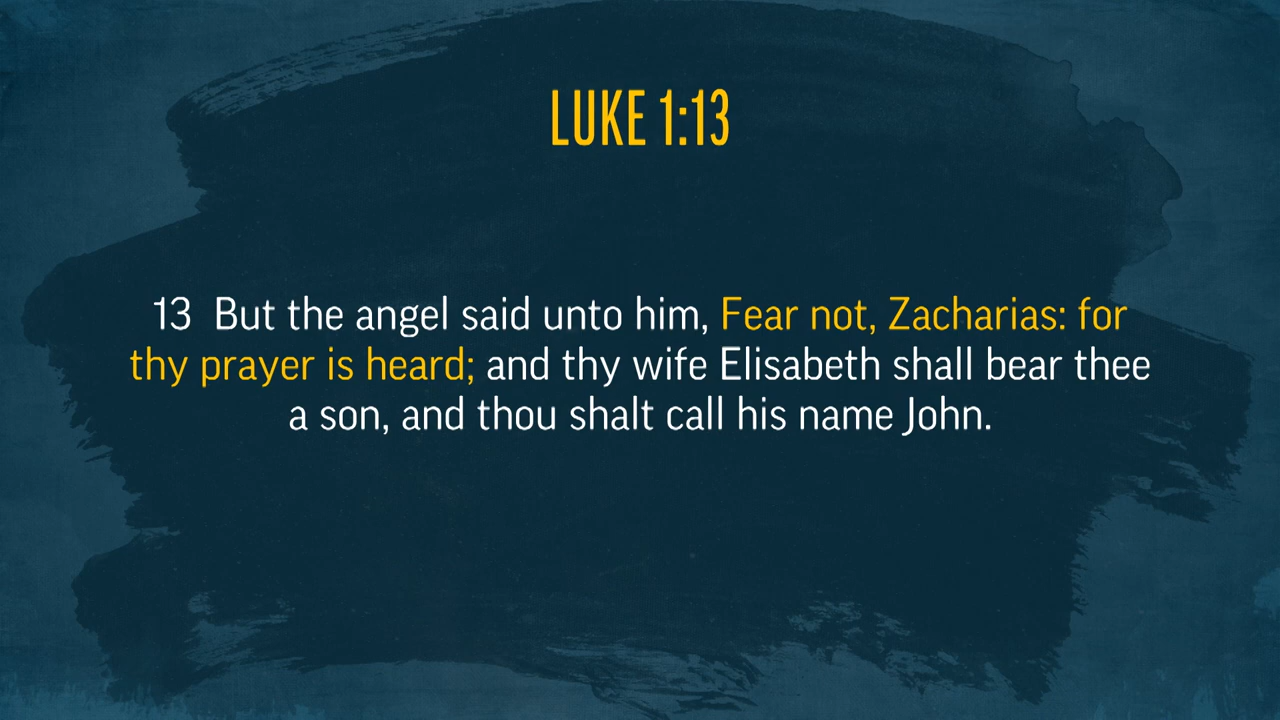 LUKE 1:13
13 But the angel said unto him, Fear not, Zacharias: for
thy prayer is heard; and thy wife Elisabeth shall bear thee
a son, and thou shalt call his name John.